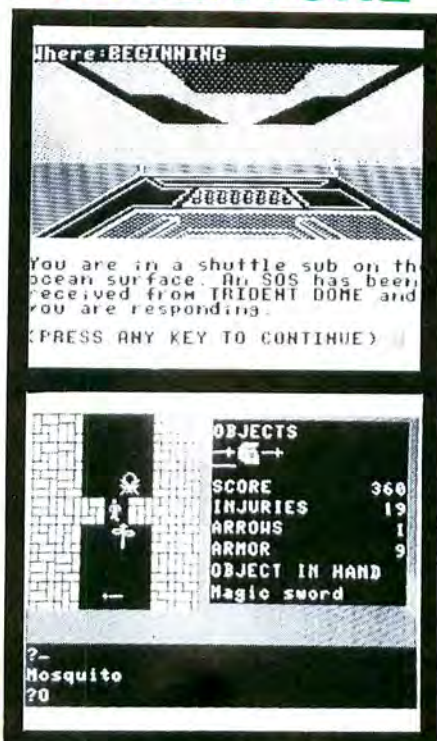 Where:BEGINNING
You are in a shuttle sub on the
ocean surface. An SOS has been
received from TRIDENT DOME and
you are responding.
(PRESS ANY KEY TO CONTINUE)
OBJECTS
SCORE 360
INJURIES 19
ARROWS 1
ARMOR 9
OBJECT IN HAND
Magic sword
?_
Mosquito
?O